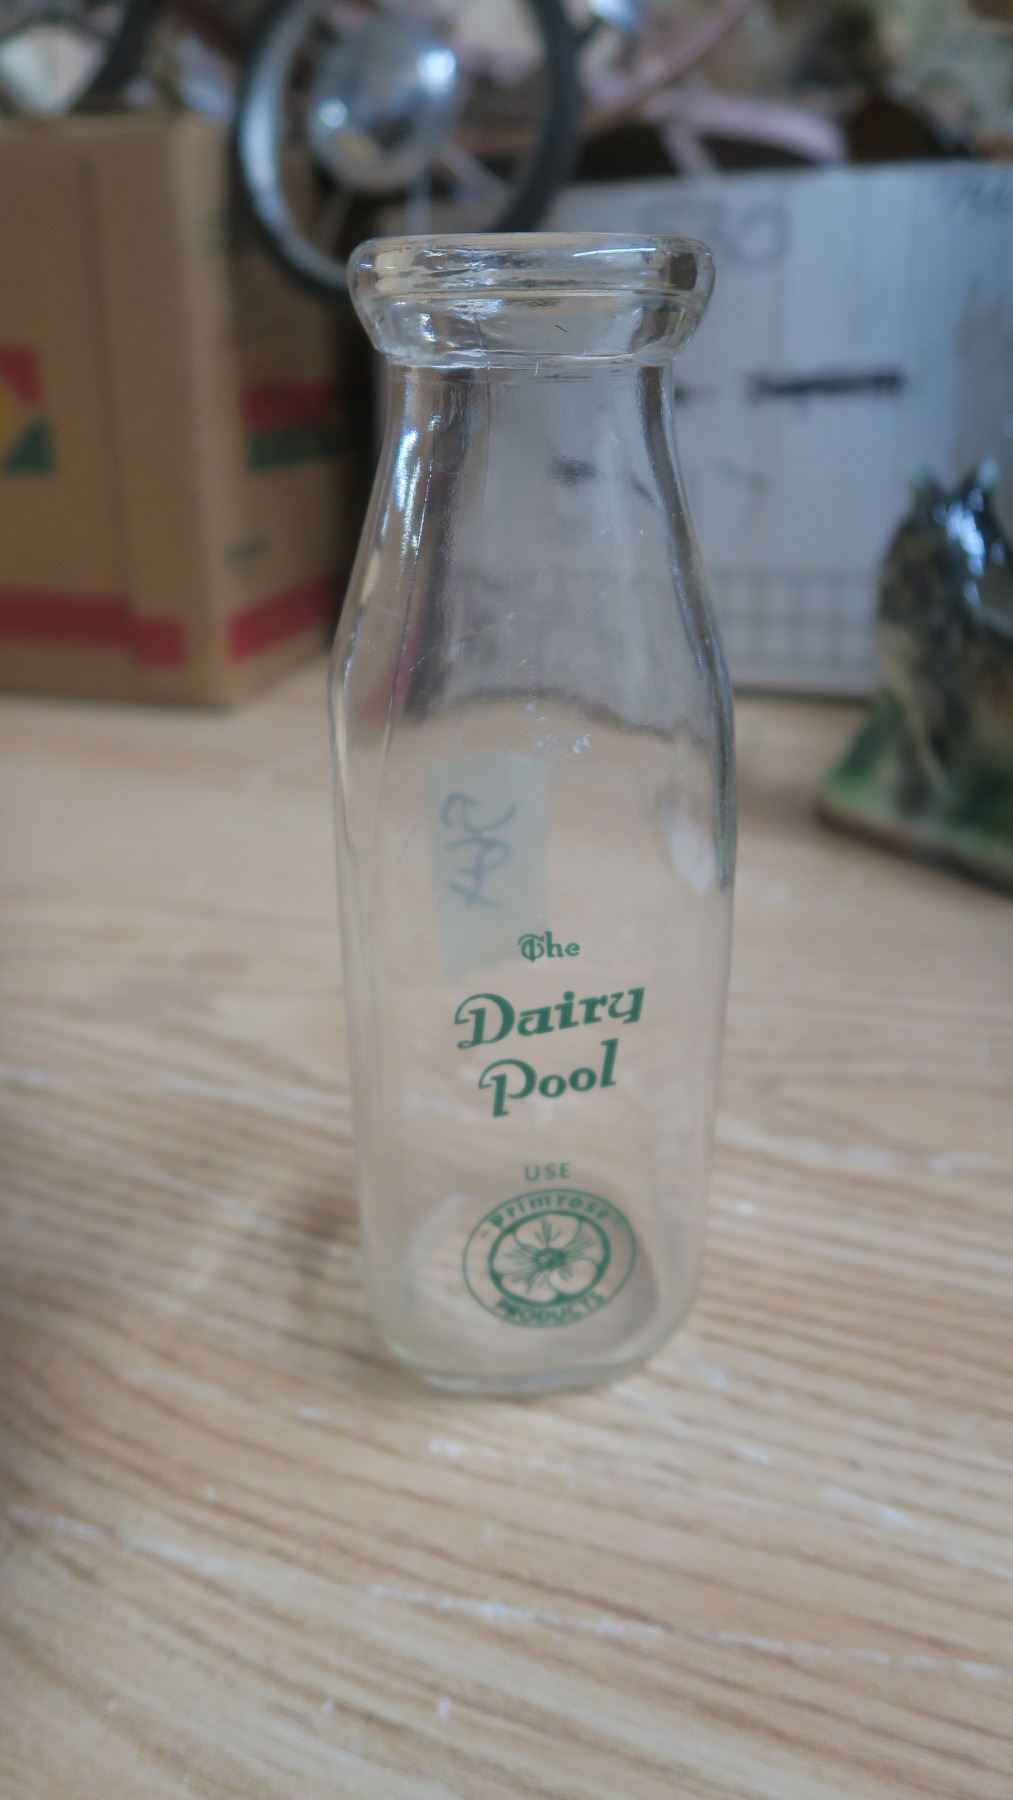 The
Dairy
Pool
USE
primrose
PRODUCTS